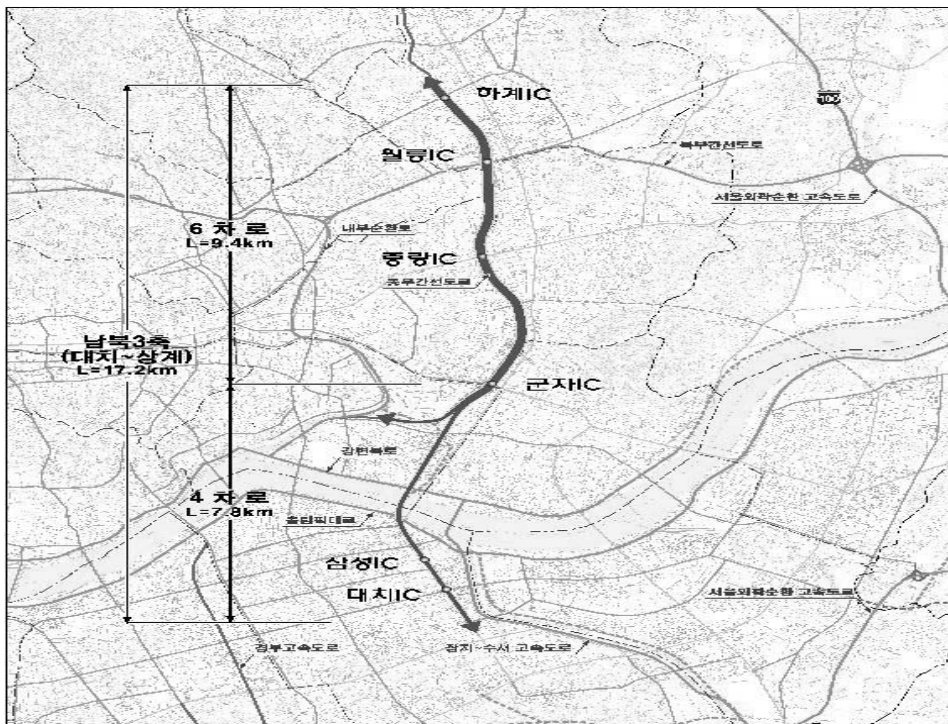 하계IC
100
월릉IC
북부간선도로
서울외곽순환 고속도로
6 차 로
L=9.4km
내부순환로
중랑IC
동부간선도로
남북3축
(대치~상계)
L=17.2km
군자IC
강변북로
4 차 로
L=7.8km
올림픽대로
삼성IC
대치IC
서울외곽순환 고속도로
경부고속도로
잠지~수서 고속도로